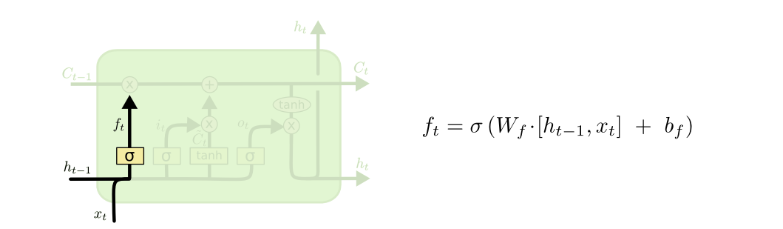 h_t
C_{t-1} C_t
× +
tanh
f_t i_t × o_t ×
C̃_t
σ σ tanh σ
h_{t-1} h_t
x_t
f_t = σ (W_f · [h_{t-1}, x_t] + b_f)